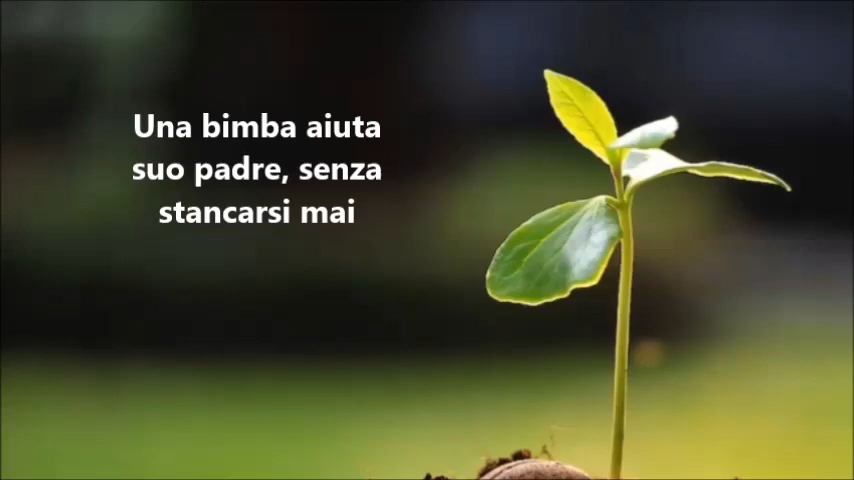 Una bimba aiuta
suo padre, senza
stancarsi mai